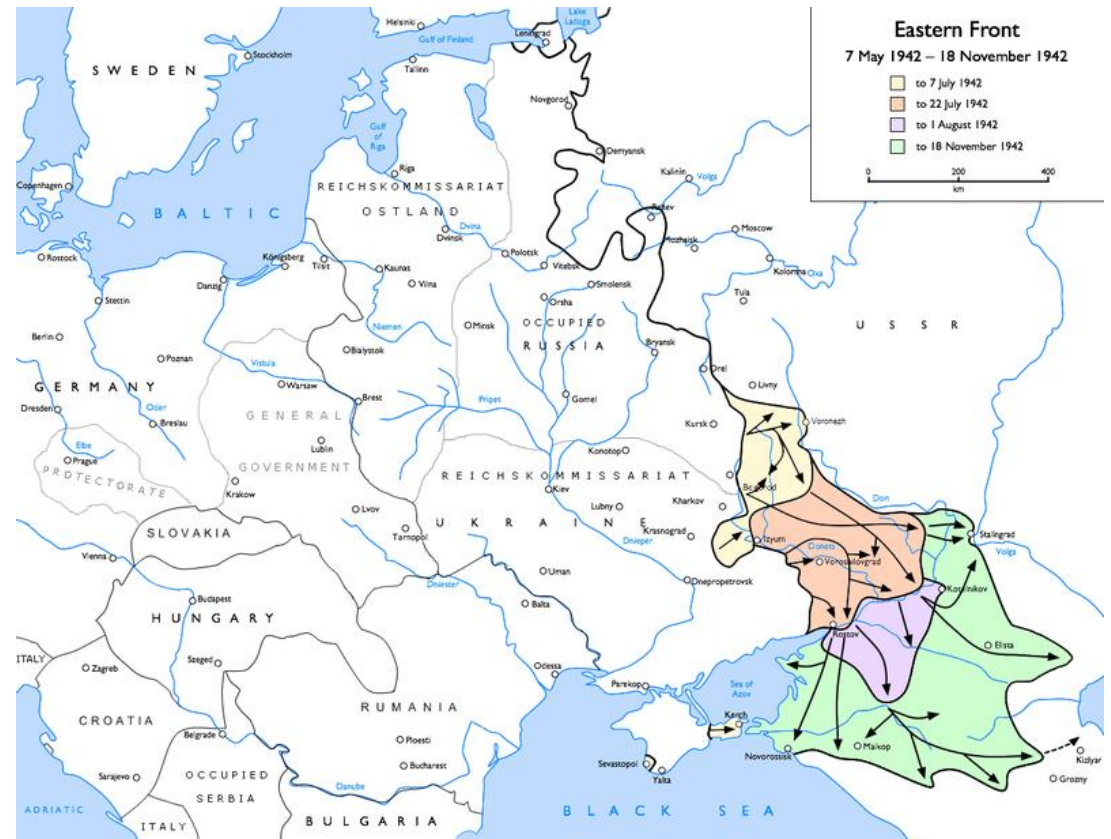 Eastern Front
7 May 1942 – 18 November 1942
to 7 July 1942
to 22 July 1942
to 1 August 1942
to 18 November 1942
0 200 400
km
Helsinki
Lake
Ladoga
Gulf of Finland
Leningrad
Stockholm
SWEDEN
Tallinn
Novgorod
Gulf
of
Riga
Demyansk
Riga
Kalinin
Volga
Copenhagen
REICHSKOMMISSARIAT
OSTLAND
BALTIC
Dvina
Dvinsk
Moscow
Mozhaisk
Rostock
Königsberg
Tilsit
Kaunas
Polotsk
Vitebsk
Kolomna
Oka
Danzig
Vilna
Smolensk
Tula
Stettin
Orsha
Niemen
Minsk
OCCUPIED
RUSSIA
USSR
Berlin
Bialystok
Bryansk
Poznan
Vistula
Orel
Livny
GERMANY
Warsaw
Brest
Pripet
Gomel
Dresden
Oder
Breslau
GENERAL
Kursk
Voronezh
Elbe
Prague
Lublin
Konotop
PROTECTORATE
GOVERNMENT
REICHSKOMMISSARIAT
Krakow
Kiev
Belgorod
Lvov
Lubny
Kharkov
Don
SLOVAKIA
Tarnopol
UKRAINE
Krasnograd
Izyum
Stalingrad
Vienna
Dnieper
Donets
Volga
Uman
Voroshilovgrad
Dniester
Dnepropetrovsk
Budapest
Balta
Kotelnikov
HUNGARY
Rostov
ITALY
Zagreb
Szeged
Odessa
Elista
Perekop
Sea of
Azov
CROATIA
RUMANIA
Kerch
Belgrade
Ploesti
Maikop
Novorossisk
Kizlyar
Sarajevo
OCCUPIED
SERBIA
Bucharest
Sevastopol
Yalta
Grozny
Danube
ADRIATIC
ITALY
BULGARIA
BLACK SEA